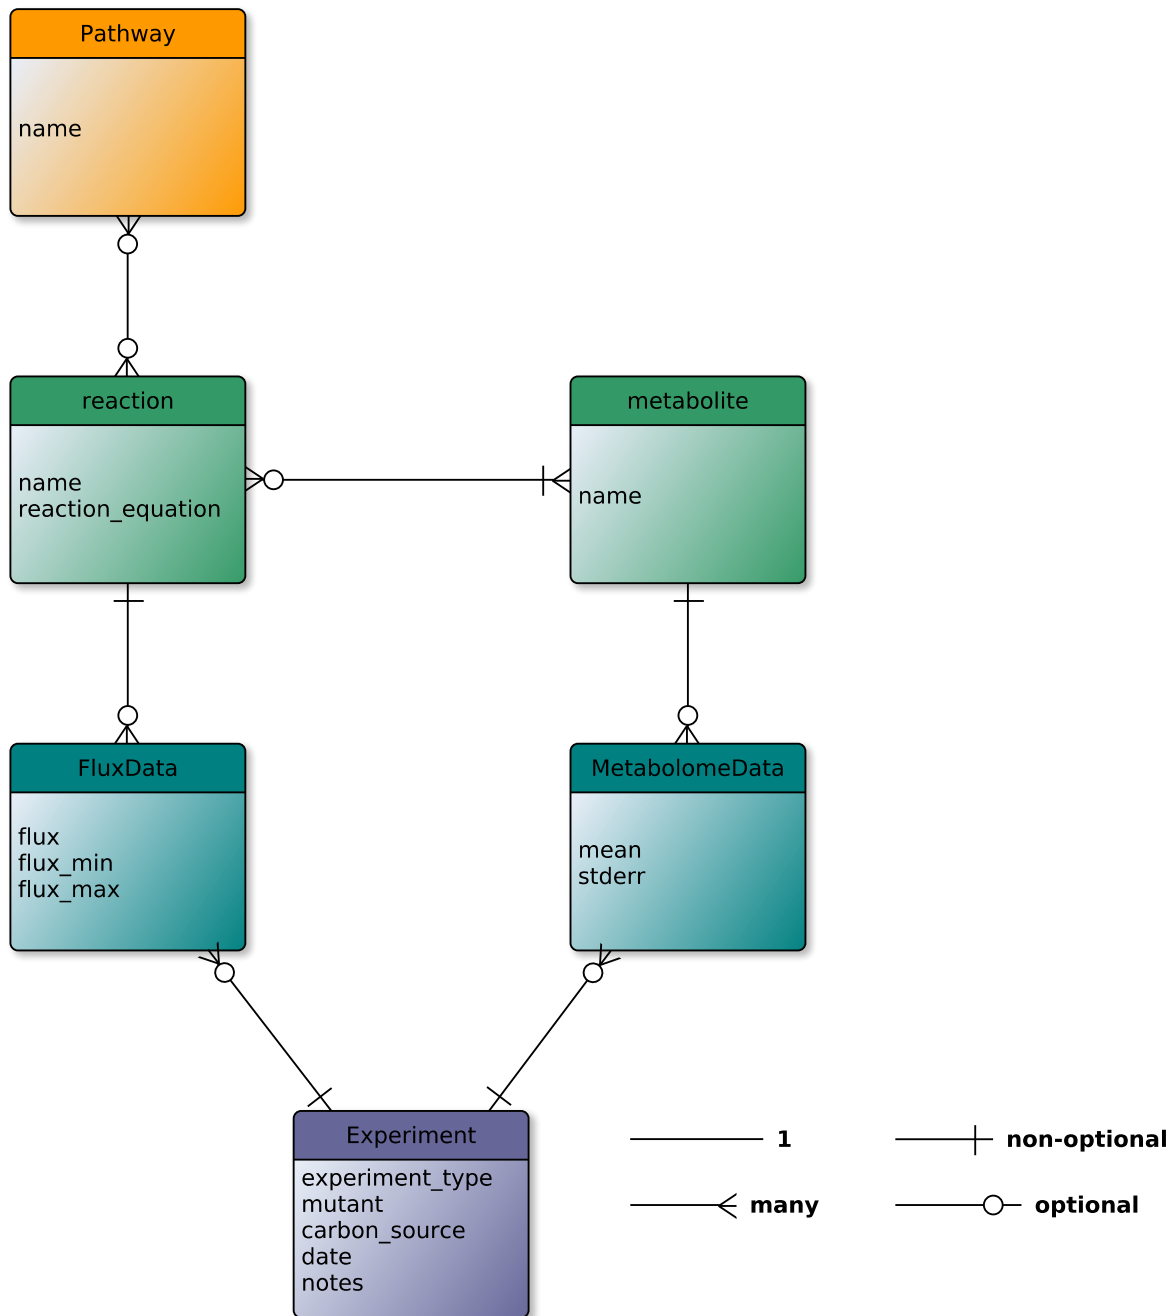 Pathway
name
reaction
name
reaction_equation
metabolite
name
FluxData
flux
flux_min
flux_max
MetabolomeData
mean
stderr
Experiment
experiment_type
mutant
carbon_source
date
notes
1
non-optional
many
optional